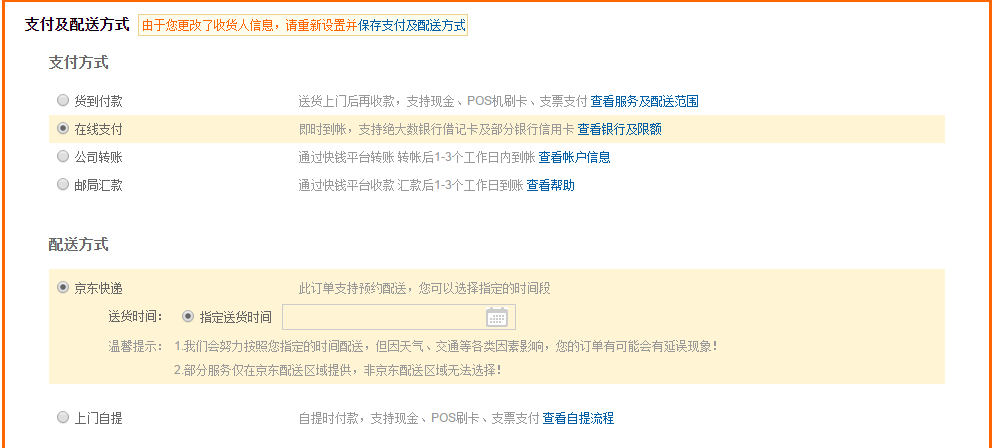 支付及配送方式 由于您更改了收货人信息，请重新设置并保存支付及配送方式
支付方式
货到付款 送货上门后再收款，支持现金、POS机刷卡、支票支付 查看服务及配送范围
在线支付 即时到帐，支持绝大数银行借记卡及部分银行信用卡 查看银行及限额
公司转账 通过快钱平台转账 转帐后1-3个工作日内到帐 查看帐户信息
邮局汇款 通过快钱平台收款 汇款后1-3个工作日到账 查看帮助
配送方式
京东快递 此订单支持预约配送，您可以选择指定的时间段
送货时间： 指定送货时间
温馨提示： 1.我们会努力按照您指定的时间配送，但因天气、交通等各类因素影响，您的订单有可能会有延误现象！
2.部分服务仅在京东配送区域提供，非京东配送区域无法选择！
上门自提 自提时付款，支持现金、POS刷卡、支票支付 查看自提流程